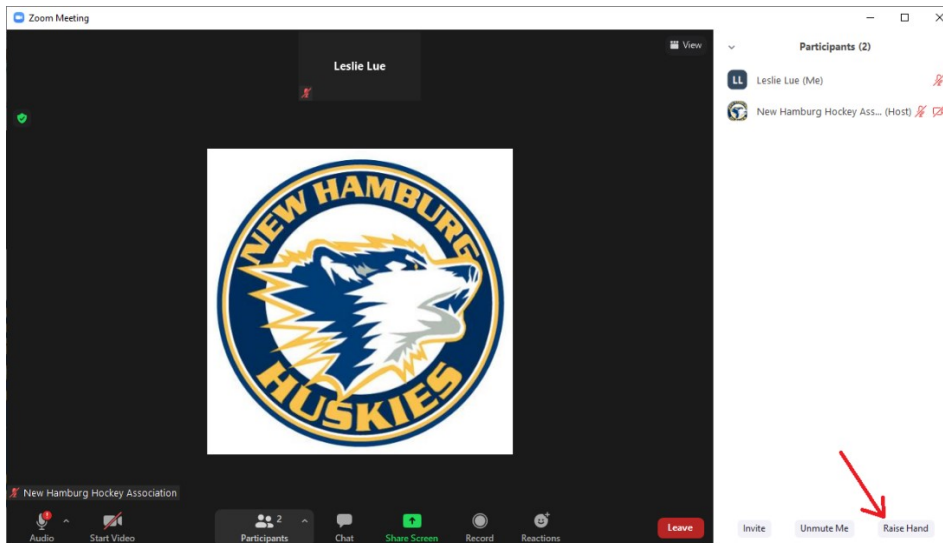 Zoom Meeting
View
Leslie Lue
Participants (2)
LL
Leslie Lue (Me)
New Hamburg Hockey Ass... (Host)
NEW HAMBURG
HUSKIES
New Hamburg Hockey Association
Audio
Start Video
2
Participants
Chat
Share Screen
Record
Reactions
Leave
Invite
Unmute Me
Raise Hand